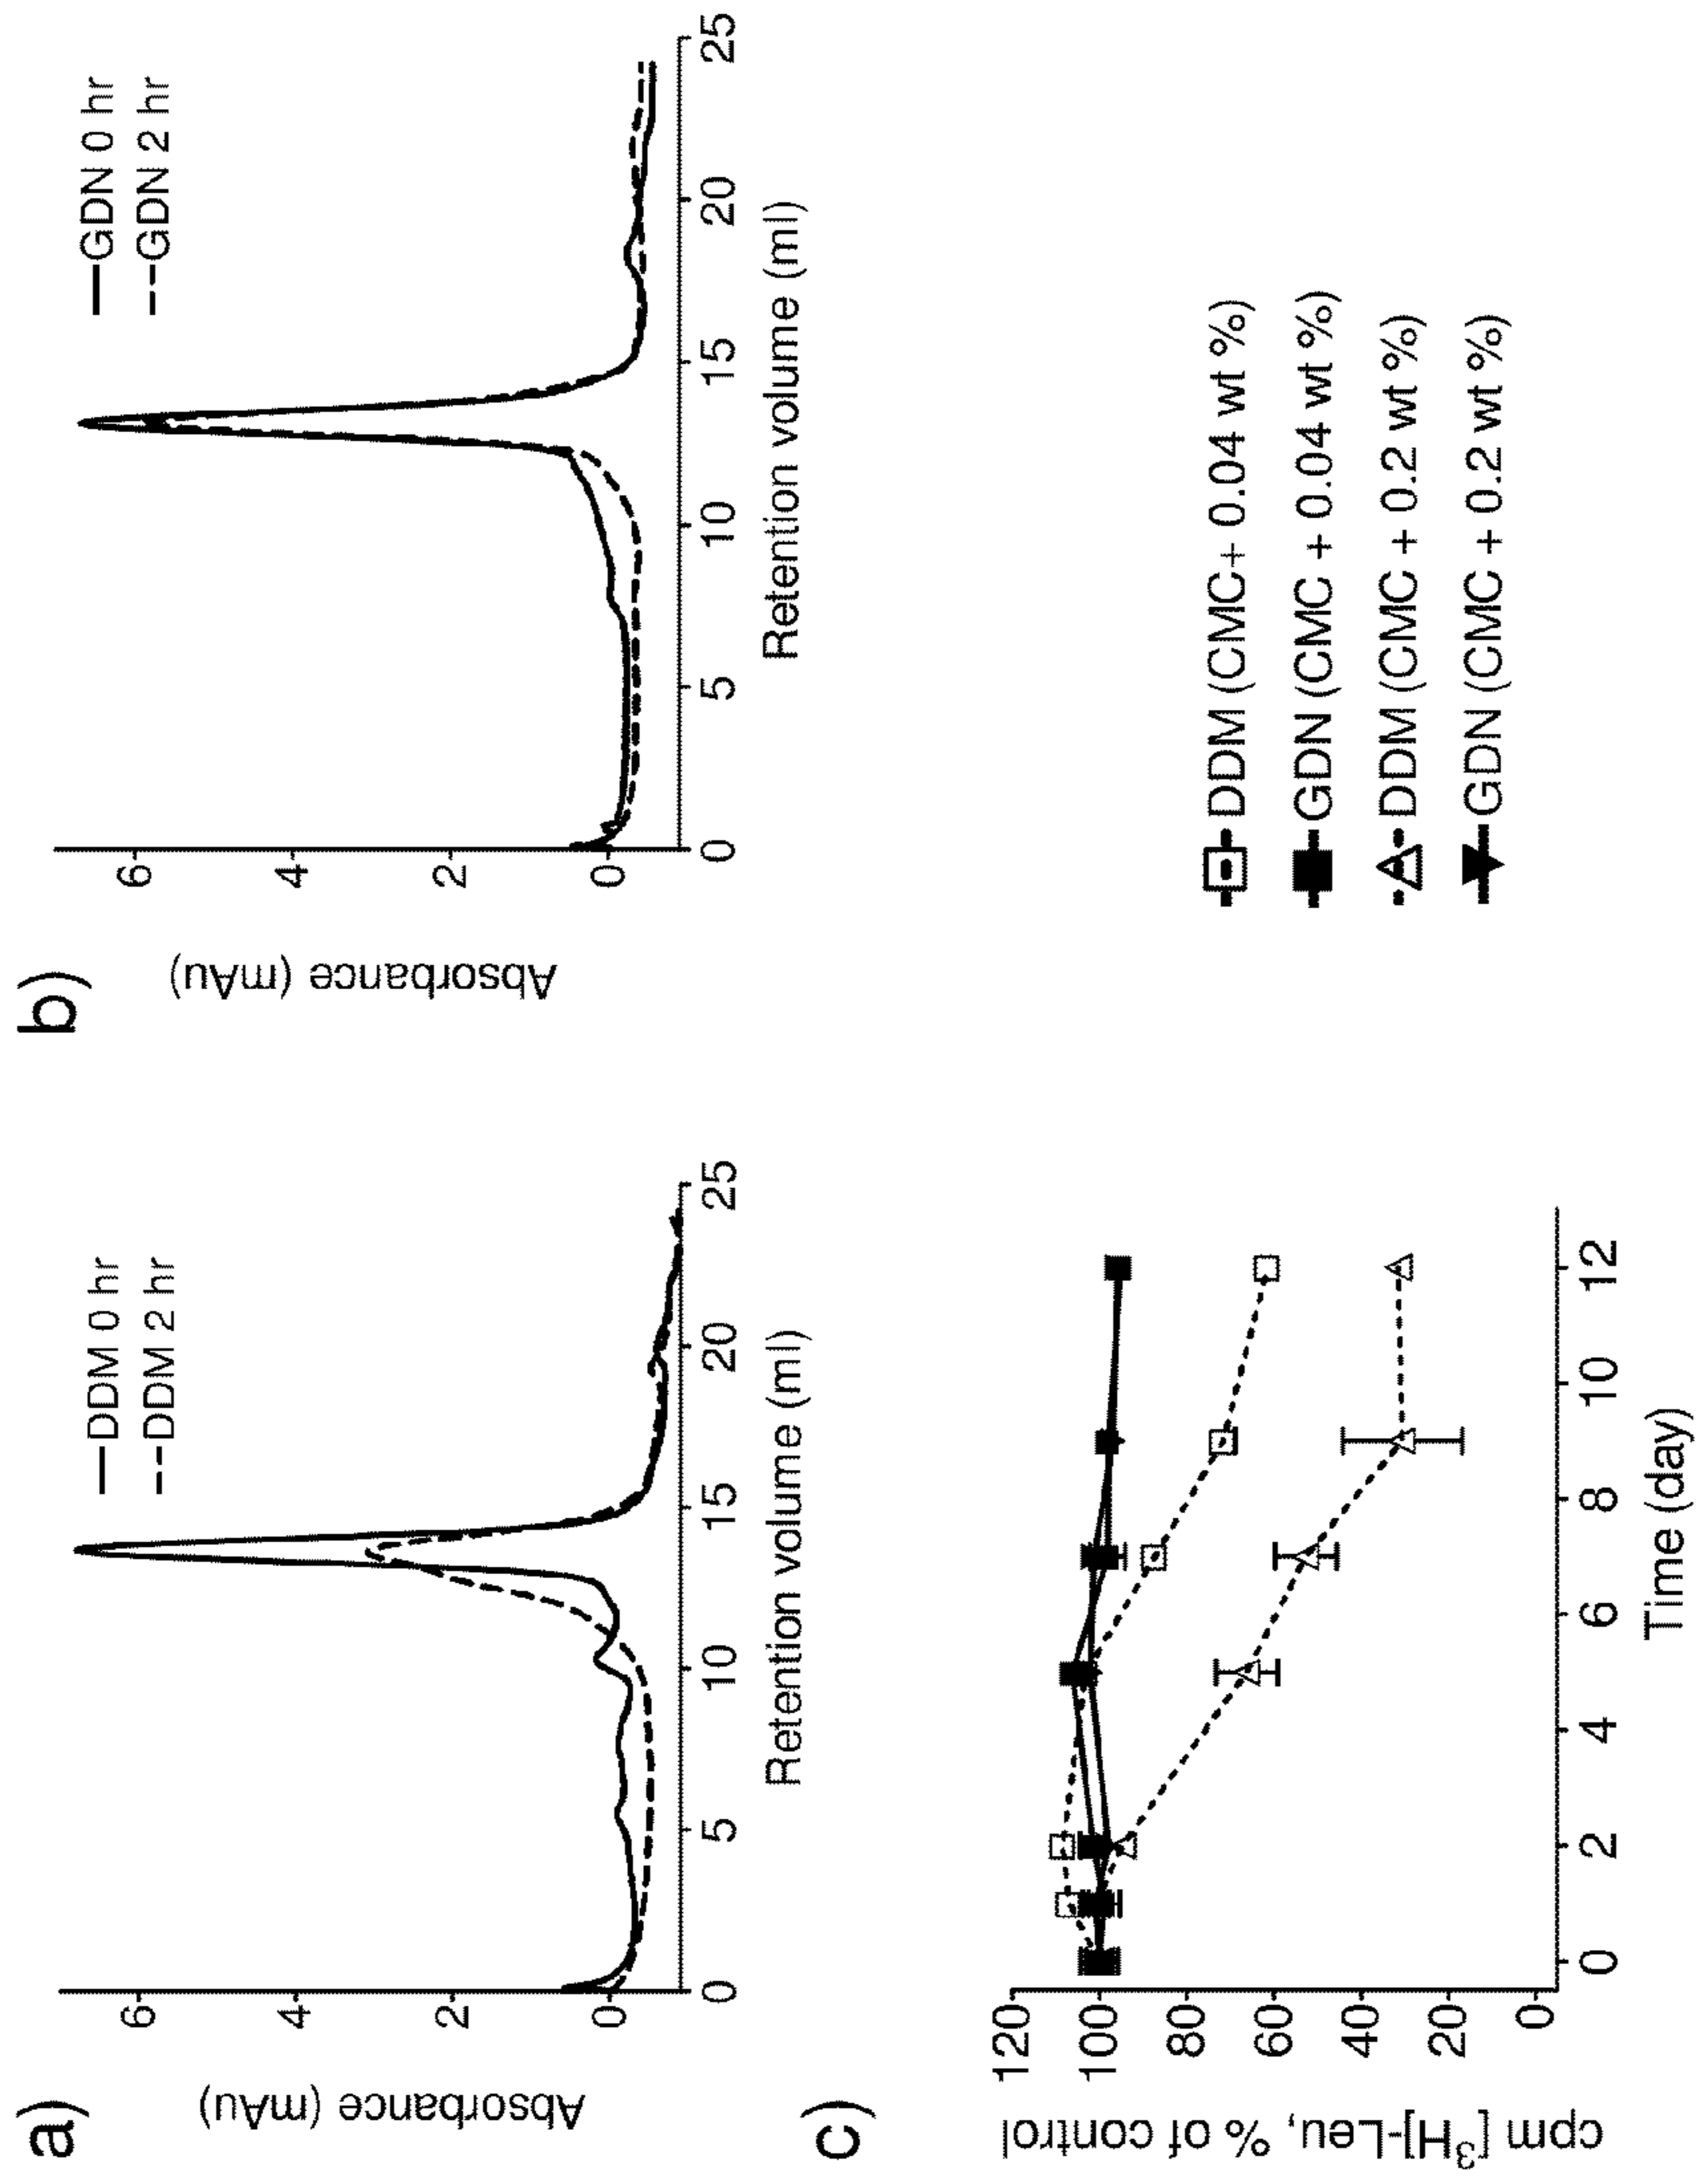 a)
Absorbance (mAu)
6
4
2
0
DDM 0 hr
DDM 2 hr
0 5 10 15 20 25
Retention volume (ml)
b)
Absorbance (mAu)
6
4
2
0
GDN 0 hr
GDN 2 hr
0 5 10 15 20 25
Retention volume (ml)
c)
cpm [³H]-Leu, % of control
120
100
80
60
40
20
0
0 2 4 6 8 10 12
Time (day)
DDM (CMC+ 0.04 wt %)
GDN (CMC + 0.04 wt %)
DDM (CMC + 0.2 wt %)
GDN (CMC + 0.2 wt %)